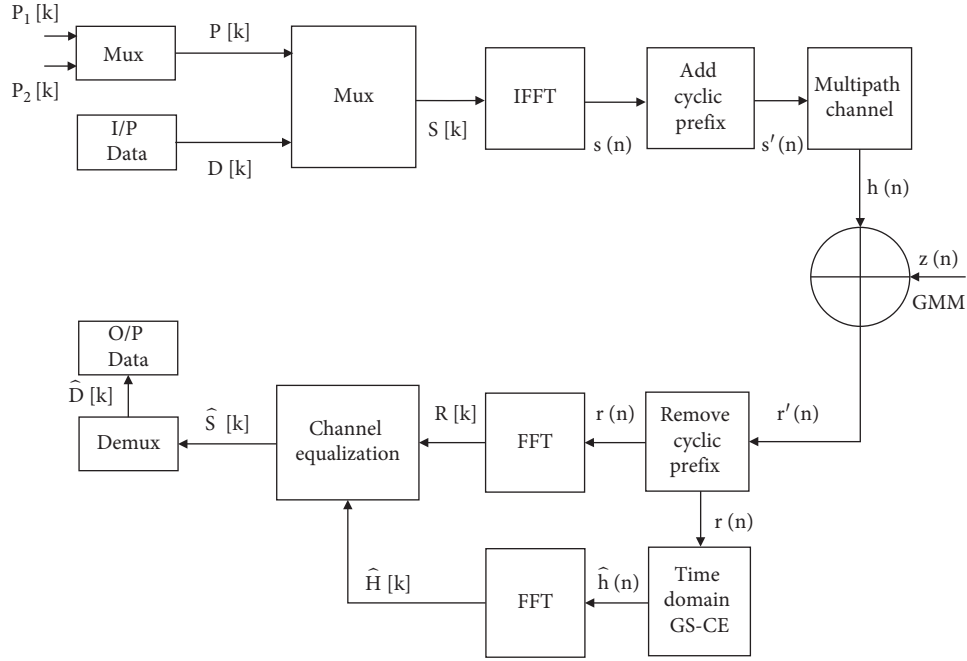 P₁ [k]
P₂ [k]
Mux
P [k]
I/P
Data
D [k]
Mux
S [k]
IFFT
s (n)
Add
cyclic
prefix
s′ (n)
Multipath
channel
h (n)
z (n)
GMM
r′ (n)
Remove
cyclic
prefix
r (n)
FFT
R [k]
Channel
equalization
Ŝ [k]
Demux
D̂ [k]
O/P
Data
r (n)
Time
domain
GS-CE
ĥ (n)
FFT
Ĥ [k]